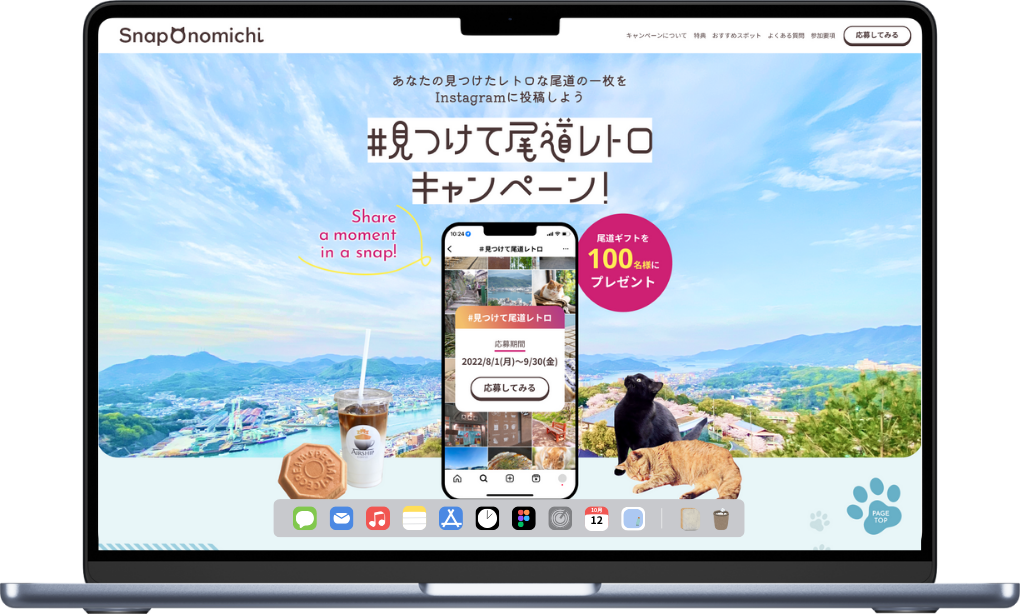 Snap Onomichi
キャンペーンについて 特典 おすすめスポット よくある質問 参加要項 応募してみる
あなたの見つけたレトロな尾道の一枚を
Instagramに投稿しよう
#見つけて尾道レトロ
キャンペーン!
Share
a moment
in a snap!
10:24
#見つけて尾道レトロ
尾道ギフトを
100名様に
プレゼント
#見つけて尾道レトロ
応募期間
2022/8/1(月)〜9/30(金)
応募してみる
PAGE
TOP
10月
12